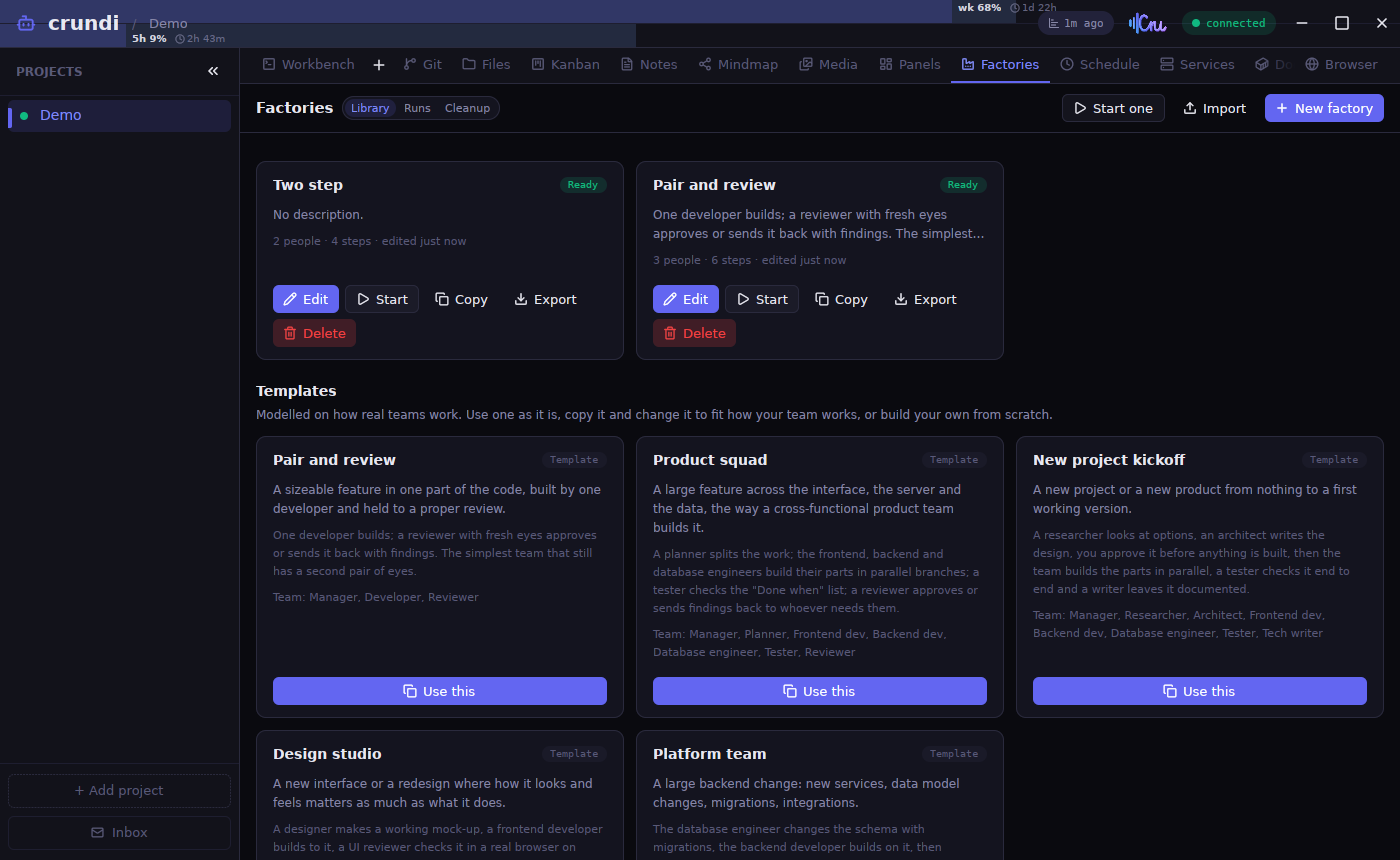 wk 68% 1d 22h
crundi / Demo
5h 9% 2h 43m
1m ago
connected
PROJECTS
Demo
+ Add project
Inbox
Workbench
Git
Files
Kanban
Notes
Mindmap
Media
Panels
Factories
Schedule
Services
Browser
Factories
Library
Runs
Cleanup
Start one
Import
+ New factory
Two step
Ready
No description.
2 people · 4 steps · edited just now
Edit
Start
Copy
Export
Delete
Pair and review
Ready
One developer builds; a reviewer with fresh eyes
approves or sends it back with findings. The simplest…
3 people · 6 steps · edited just now
Edit
Start
Copy
Export
Delete
Templates
Modelled on how real teams work. Use one as it is, copy it and change it to fit how your team works, or build your own from scratch.
Pair and review
Template
A sizeable feature in one part of the code, built by one
developer and held to a proper review.
One developer builds; a reviewer with fresh eyes approves
or sends it back with findings. The simplest team that still
has a second pair of eyes.
Team: Manager, Developer, Reviewer
Use this
Product squad
Template
A large feature across the interface, the server and
the data, the way a cross-functional product team
builds it.
A planner splits the work; the frontend, backend and
database engineers build their parts in parallel branches; a
tester checks the "Done when" list; a reviewer approves or
sends findings back to whoever needs them.
Team: Manager, Planner, Frontend dev, Backend dev,
Database engineer, Tester, Reviewer
Use this
New project kickoff
Template
A new project or a new product from nothing to a first
working version.
A researcher looks at options, an architect writes the
design, you approve it before anything is built, then the
team builds the parts in parallel, a tester checks it end to
end and a writer leaves it documented.
Team: Manager, Researcher, Architect, Frontend dev,
Backend dev, Database engineer, Tester, Tech writer
Use this
Design studio
Template
A new interface or a redesign where how it looks and
feels matters as much as what it does.
A designer makes a working mock-up, a frontend developer
builds to it, a UI reviewer checks it in a real browser on
Platform team
Template
A large backend change: new services, data model
changes, migrations, integrations.
The database engineer changes the schema with
migrations, the backend developer builds on it, then